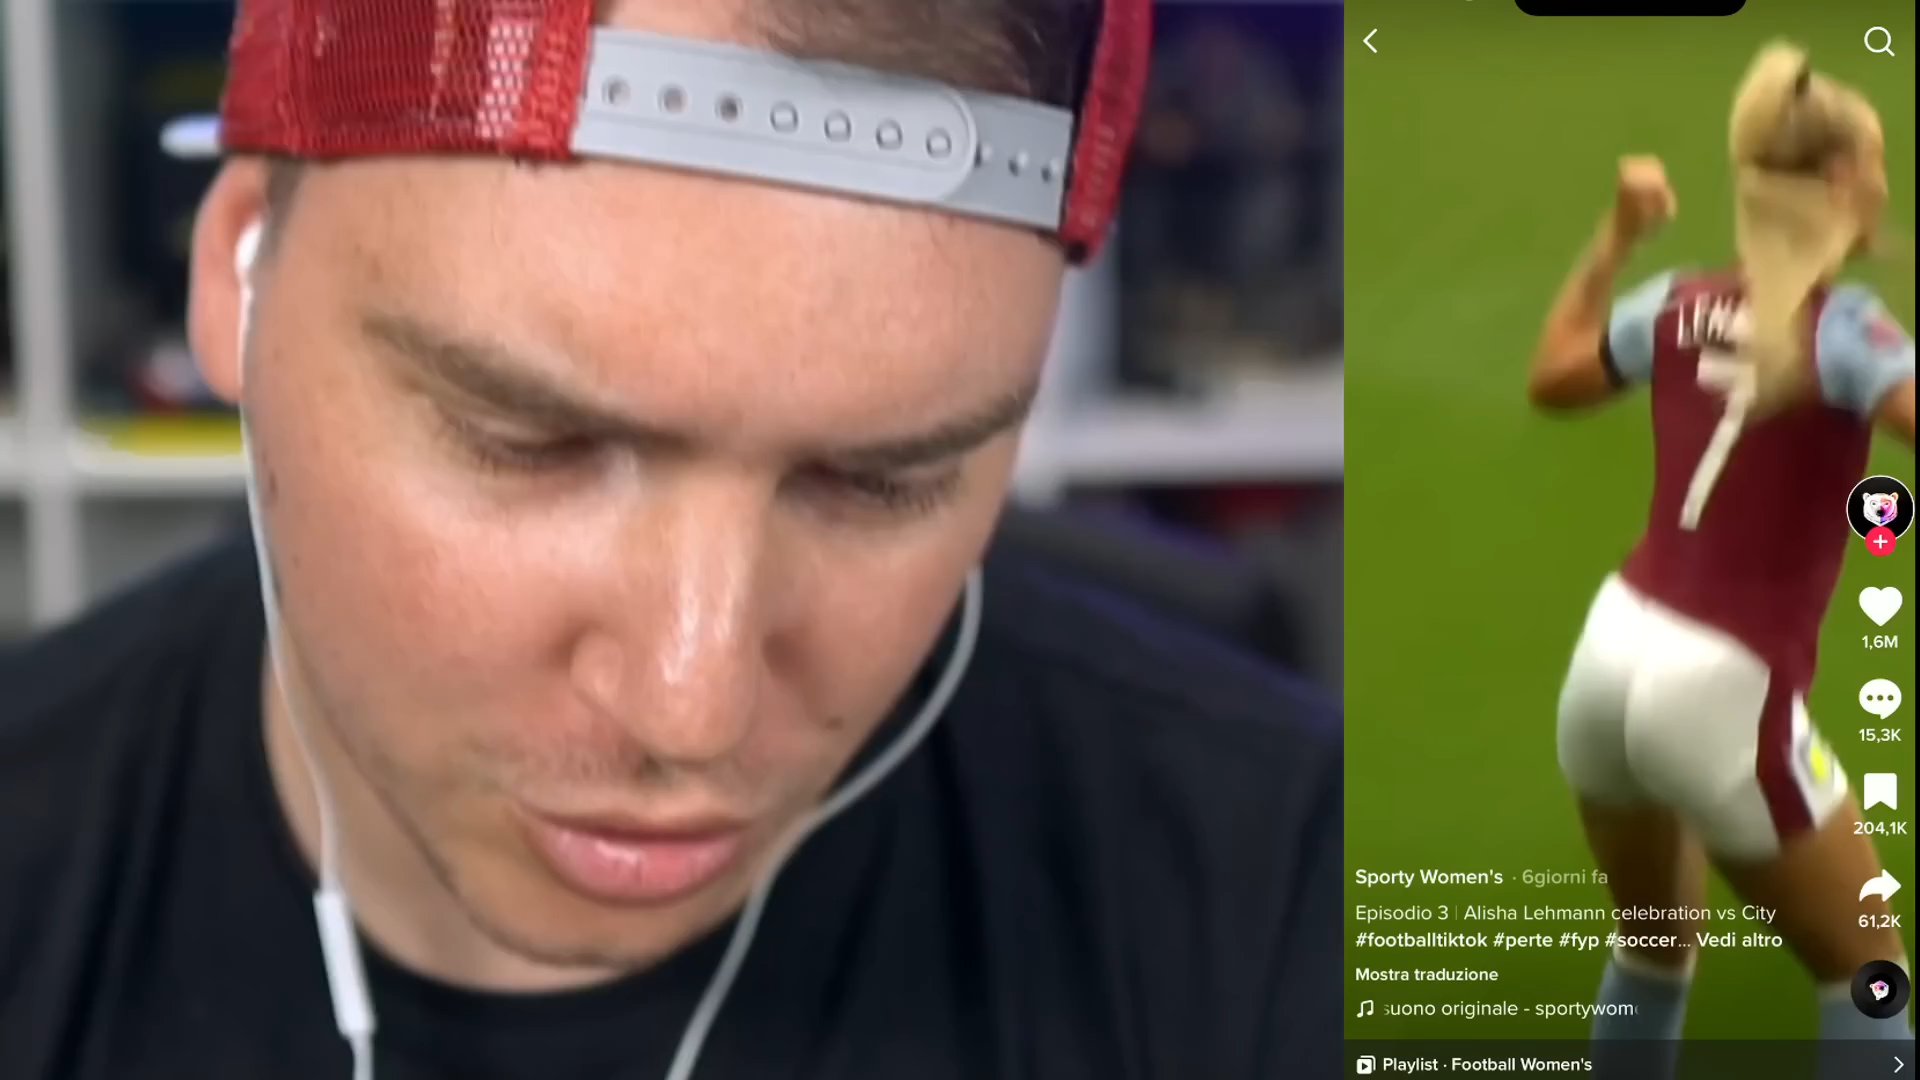 7
1,6M
15,3K
204,1K
61,2K
Sporty Women's · 6giorni fa
Episodio 3 | Alisha Lehmann celebration vs City
#footballtiktok #perte #fyp #soccer... Vedi altro
Mostra traduzione
suono originale - sportywom
Playlist · Football Women's